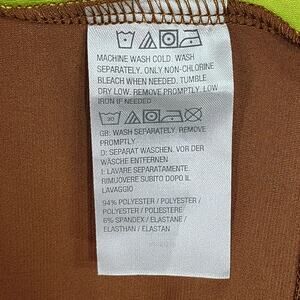 MACHINE WASH COLD. WASH
SEPARATELY. ONLY NON-CHLORINE
BLEACH WHEN NEEDED. TUMBLE
DRY LOW. REMOVE PROMPTLY. LOW
IRON IF NEEDED
30
GB: WASH SEPARATELY. REMOVE
PROMPTLY
D: SEPARAT WASCHEN. VOR DER
WÄSCHE ENTFERNEN
I: LAVARE SEPARATAMENTE.
RIMUOVERE SUBITO DOPO IL
LAVAGGIO
94% POLYESTER / POLYESTER /
POLYESTER / POLIESTERE
6% SPANDEX / ELASTANE /
ELASTHAN / ELASTAN